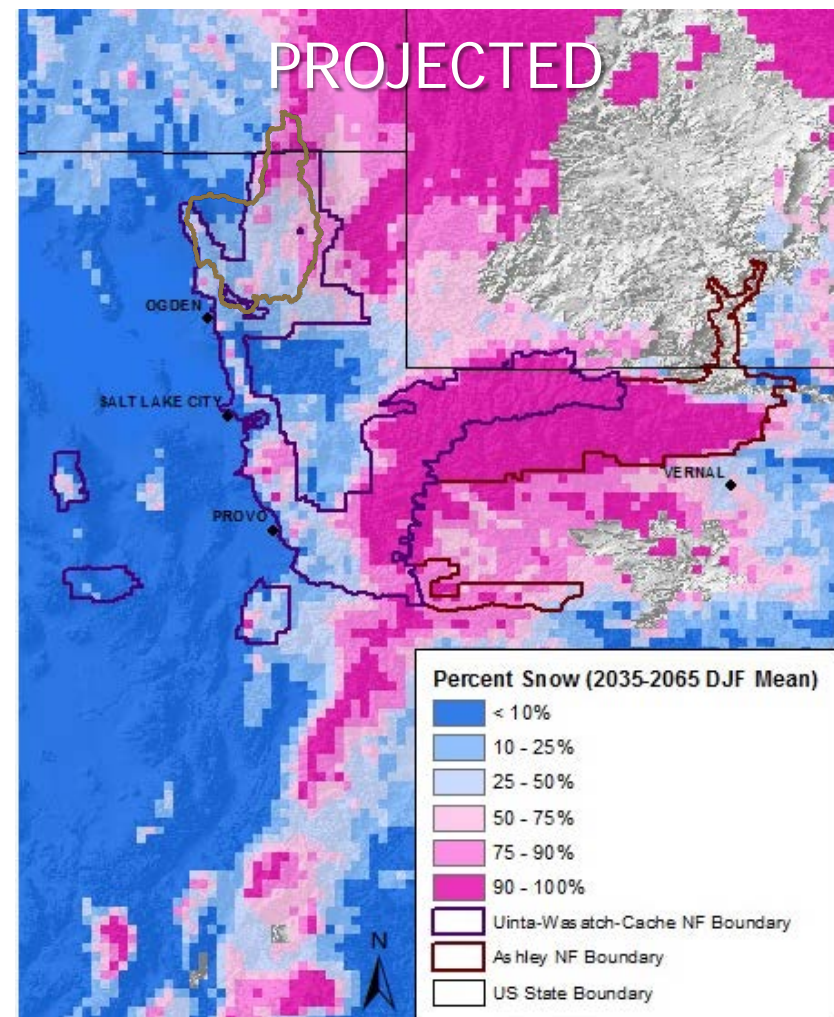 PROJECTED
OGDEN
SALT LAKE CITY
VERNAL
PROVO
Percent Snow (2035-2065 DJF Mean)
< 10%
10 - 25%
25 - 50%
50 - 75%
75 - 90%
90 - 100%
Uinta-Wasatch-Cache NF Boundary
Ashley NF Boundary
US State Boundary
N